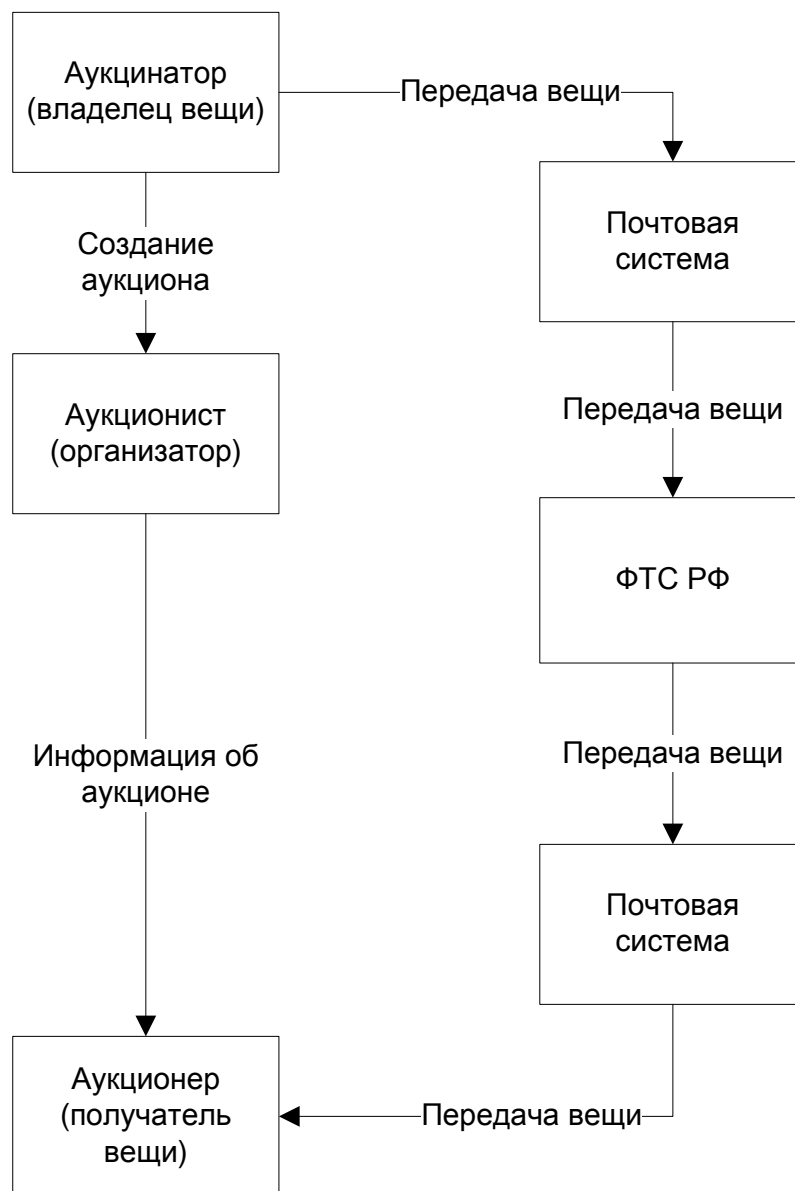 Аукцинатор
(владелец вещи)
Передача вещи
Почтовая
система
Создание
аукциона
Аукционист
(организатор)
Передача вещи
ФТС РФ
Информация об
аукционе
Передача вещи
Почтовая
система
Аукционер
(получатель
вещи)
Передача вещи